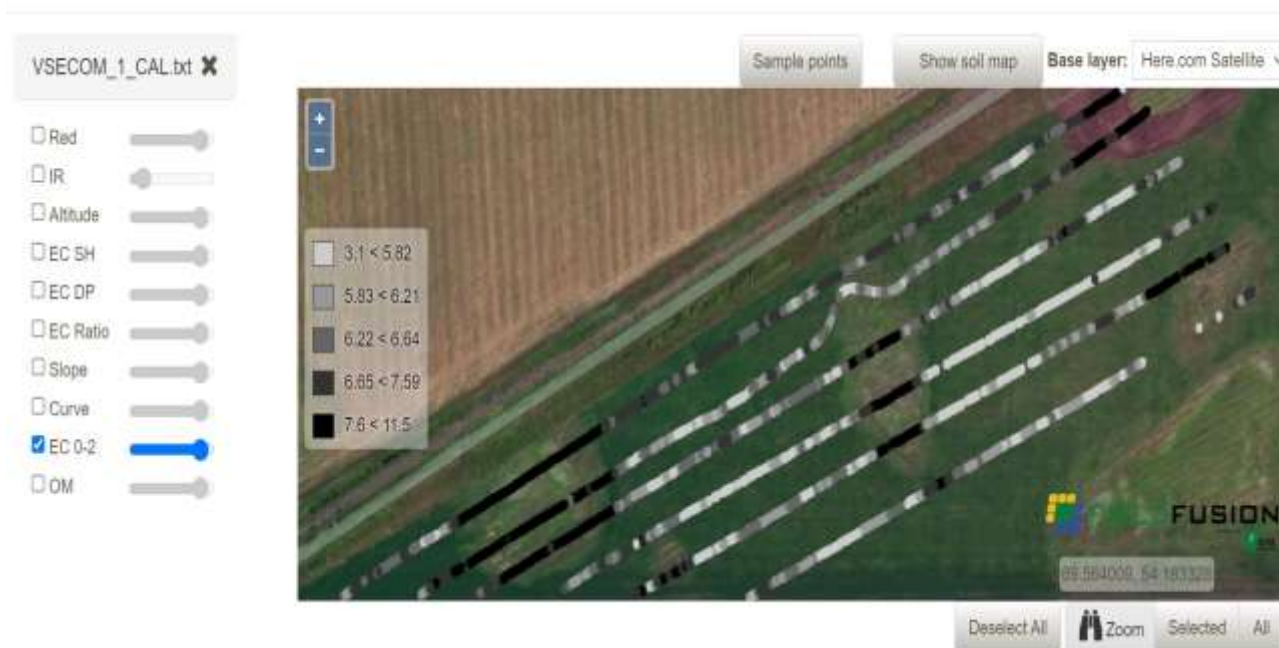 VSECOM_1_CAL.txt ✖
Sample points
Show soil map
Base layer: Here.com Satellite
+
−
Red
IR
Altitude
EC SH
EC DP
EC Ratio
Slope
Curve
EC 0-2
OM
3.1 < 5.82
5.83 < 6.21
6.22 < 6.64
6.65 < 7.59
7.6 < 11.5
FUSION
Deselect All
Zoom
Selected
All